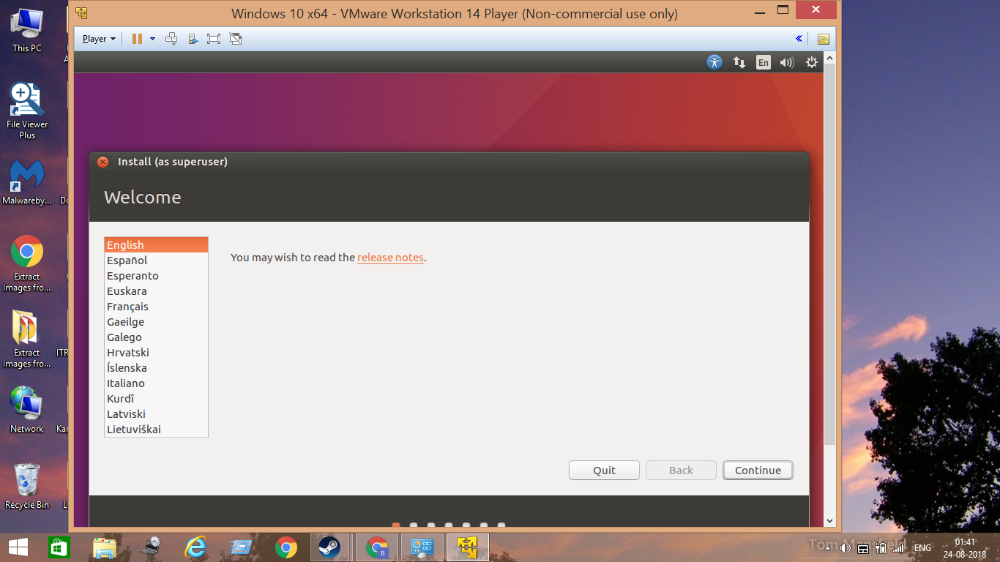 Windows 10 x64 - VMware Workstation 14 Player (Non-commercial use only)
Player
En
Install (as superuser)
Welcome
English
Español
Esperanto
Euskara
Français
Gaeilge
Galego
Hrvatski
Íslenska
Italiano
Kurdî
Latviski
Lietuviškai
You may wish to read the release notes.
Quit
Back
Continue
This PC
File Viewer
Plus
Malwareby...
Extract
Images fro...
Extract
Images fro...
Network
Recycle Bin
A
Do
ITR
Kar
L
B
Tom Mansfield
ENG
01:41
24-08-2018